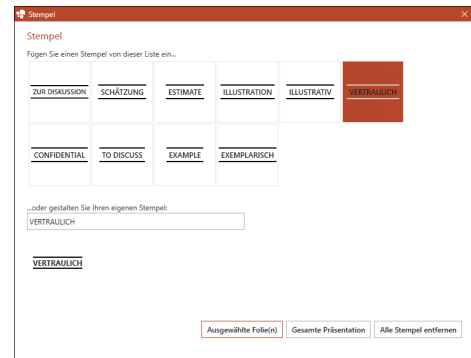 Stempel
Stempel
Fügen Sie einen Stempel von dieser Liste ein...
ZUR DISKUSSION SCHÄTZUNG ESTIMATE ILLUSTRATION ILLUSTRATIV VERTRAULICH
CONFIDENTIAL TO DISCUSS EXAMPLE EXEMPLARISCH
...oder gestalten Sie Ihren eigenen Stempel:
VERTRAULICH
VERTRAULICH
Ausgewählte Folie(n) Gesamte Präsentation Alle Stempel entfernen